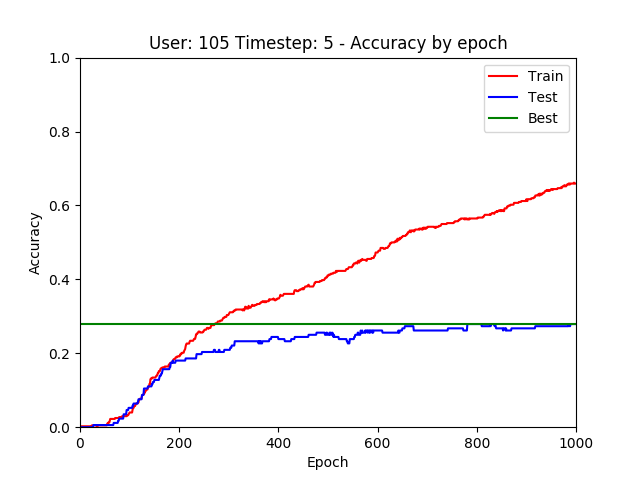 User: 105 Timestep: 5 - Accuracy by epoch
1.0
Train
Test
Best
0.8
0.6
Accuracy
0.4
0.2
0.0
0 200 400 600 800 1000
Epoch